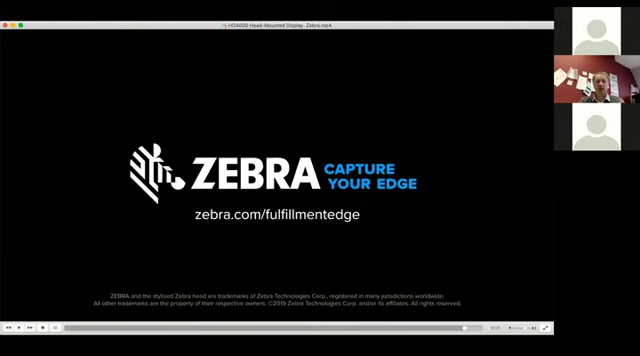 HD4000 Head-Mounted Display Zebra.mp4
ZEBRA CAPTURE
YOUR EDGE
zebra.com/fulfillmentedge
ZEBRA and the stylized Zebra head are trademarks of Zebra Technologies Corp., registered in many jurisdictions worldwide.
All other trademarks are the property of their respective owners. ©2019 Zebra Technologies Corp. and/or its affiliates. All rights reserved.